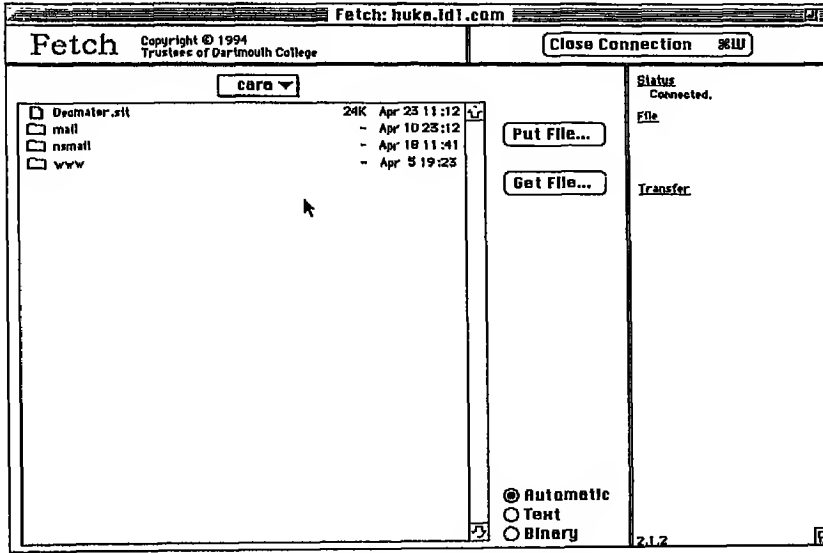 Fetch: huka.id1.com
Fetch
Copyright © 1994
Trustees of Dartmouth College
Close Connection ⌘W
cara
Decmater.sit 24K Apr 23 11:12
mail - Apr 10 23:12
nsmail - Apr 18 11:41
www - Apr 5 19:23
Put File...
Get File...
Automatic
Text
Binary
Status
Connected.
File
Transfer
2.1.2